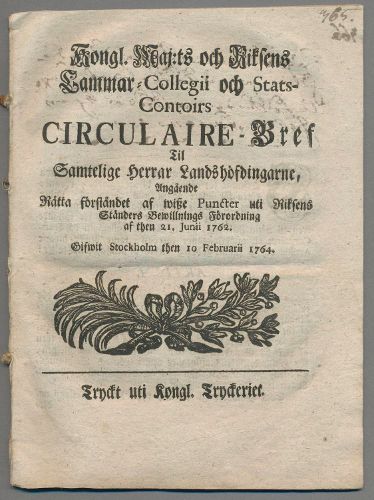 Kongl. Maj:ts och Riksens
Cammar-Collegii och Stats-
Contoirs
CIRCULAIRE-Bref
Til
Samtelige Herrar Landshöfdingarne,
Angående
Rätta förståndet af wiße Puncter uti Riksens
Ständers Bewillnings Förordning
af then 21. Junii 1762.
Gifwit Stockholm then 10 Februarii 1764.
Tryckt uti Kongl. Tryckeriet.